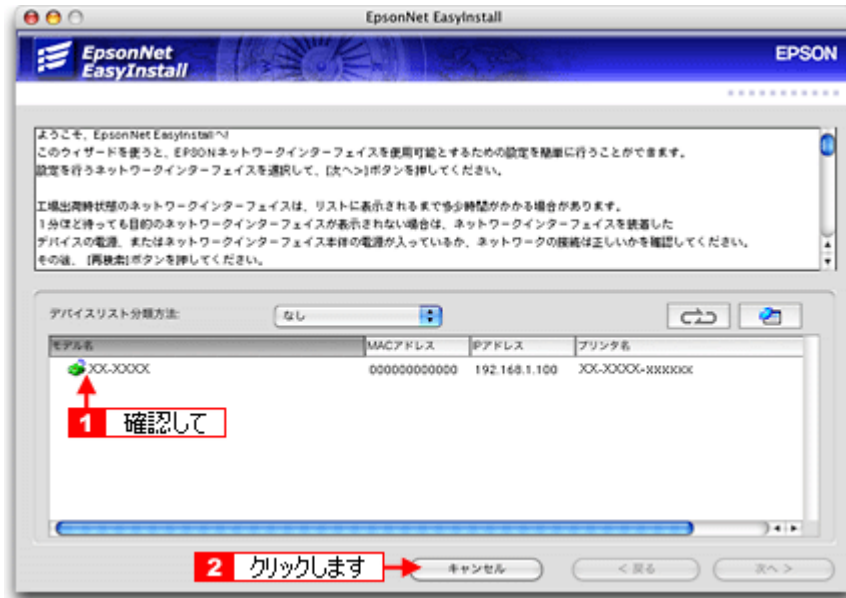 EpsonNet EasyInstall
EpsonNet
EasyInstall
EPSON
ようこそ、EpsonNet EasyInstallへ!
このウィザードを使うと、EPSONネットワークインターフェイスを使用可能とするための設定を簡単に行うことができます。
設定を行うネットワークインターフェイスを選択して、[次へ>]ボタンを押してください。
工場出荷時状態のネットワークインターフェイスは、リストに表示されるまで多少時間がかかる場合があります。
1分ほど待っても目的のネットワークインターフェイスが表示されない場合は、ネットワークインターフェイスを装着した
デバイスの電源、またはネットワークインターフェイス本体の電源が入っているか、ネットワークの接続は正しいかを確認してください。
その後、[再検索]ボタンを押してください。
デバイスリスト分類方法:
なし
モデル名 MACアドレス IPアドレス プリンタ名
XX-XXXX 000000000000 192.168.1.100 XX-XXXX-xxxxxx
1 確認して
2 クリックします
キャンセル
< 戻る
次へ >